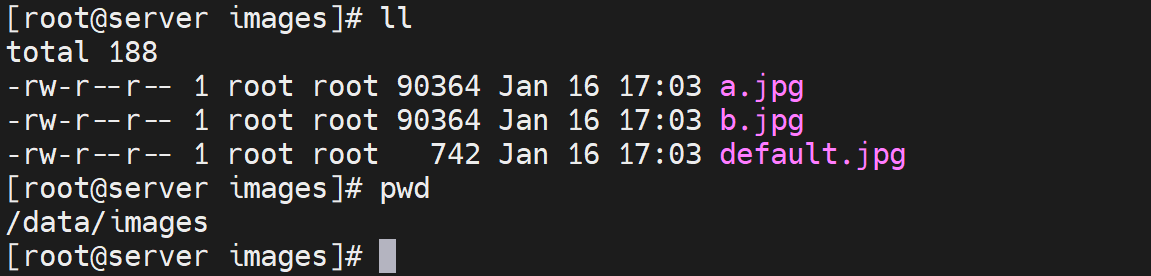 [root@server images]# ll
total 188
-rw-r--r-- 1 root root 90364 Jan 16 17:03 a.jpg
-rw-r--r-- 1 root root 90364 Jan 16 17:03 b.jpg
-rw-r--r-- 1 root root   742 Jan 16 17:03 default.jpg
[root@server images]# pwd
/data/images
[root@server images]#